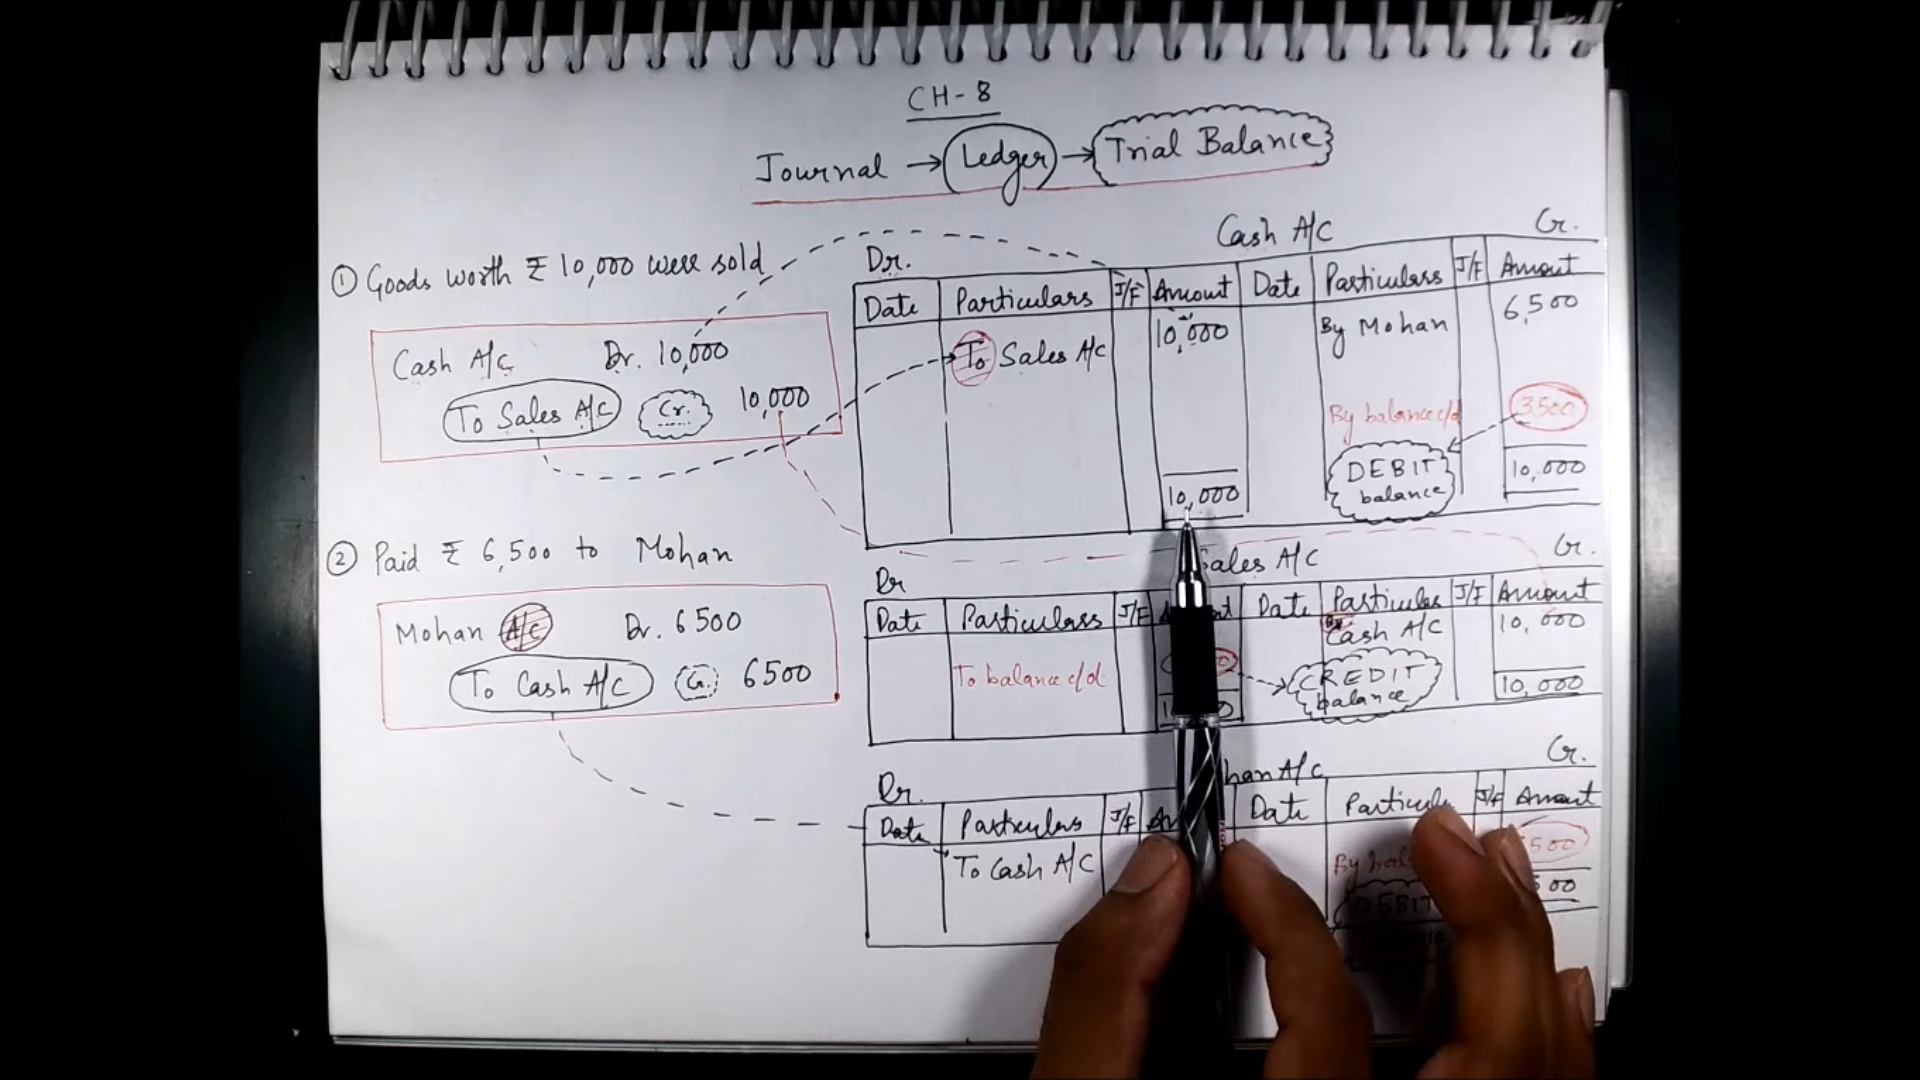 CH-8
Journal → Ledger → Trial Balance
① Goods worth ₹ 10,000 were sold
Cash A/c Dr. 10,000
To Sales A/c Cr. 10,000
② Paid ₹ 6,500 to Mohan
Mohan A/c Dr. 6500
To Cash A/c Cr. 6500
Cash A/C
Dr. Cr.
Date Particulars J/F Amount Date Particulars J/F Amount
To Sales A/c 10,000 By Mohan 6,500
By balance c/d 3500
DEBIT
balance
10,000 10,000
Sales A/C
Dr Cr.
Date Particulars J/F Date Particulars J/F Amount
To balance c/d By Cash A/C 10,000
CREDIT
balance
10,000
A/C
Dr. Cr.
Date Particulars J/F Date J/F Amount
To Cash A/C By
DEBIT